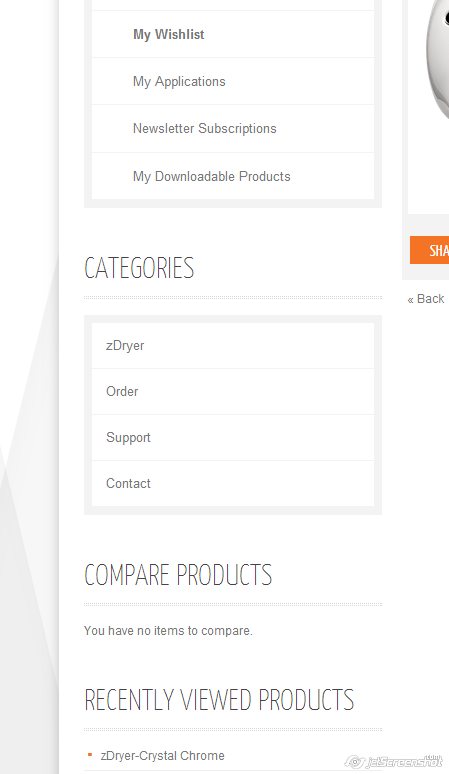 My Wishlist
My Applications
Newsletter Subscriptions
My Downloadable Products
SHA
« Back
CATEGORIES
zDryer
Order
Support
Contact
COMPARE PRODUCTS
You have no items to compare.
RECENTLY VIEWED PRODUCTS
zDryer-Crystal Chrome
jetScreenshot
.com